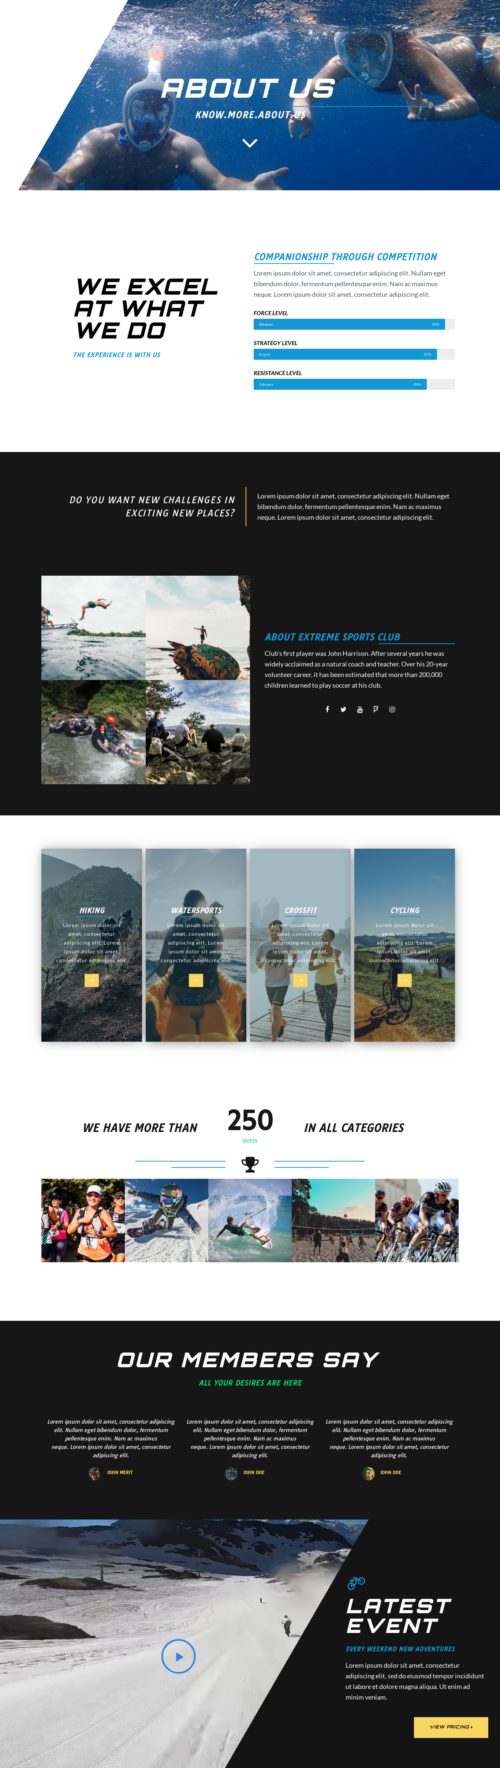 ABOUT US
KNOW.MORE.ABOUT.US
WE EXCEL
AT WHAT
WE DO
THE EXPERIENCE IS WITH US
COMPANIONSHIP THROUGH COMPETITION
Lorem ipsum dolor sit amet, consectetur adipiscing elit. Nullam eget
bibendum dolor, fermentum pellentesque enim. Nam ac maximus
neque. Lorem ipsum dolor sit amet, consectetur adipiscing elit.
FORCE LEVEL
STRATEGY LEVEL
RESISTANCE LEVEL
DO YOU WANT NEW CHALLENGES IN
EXCITING NEW PLACES?
Lorem ipsum dolor sit amet, consectetur adipiscing elit. Nullam eget
bibendum dolor, fermentum pellentesque enim. Nam ac maximus
neque. Lorem ipsum dolor sit amet, consectetur adipiscing elit.
ABOUT EXTREME SPORTS CLUB
Club's first player was John Harrison. After several years he was
widely acclaimed as a natural coach and teacher. Over his 20-year
volunteer career, it has been estimated that more than 200,000
children learned to play soccer at his club.
HIKING
Lorem ipsum dolor sit
amet, consectetur
adipiscing elit. Lorem
ipsum dolor sit amet,
consectetur adipiscing elit.
WATERSPORTS
Lorem ipsum dolor sit
amet, consectetur
adipiscing elit. Lorem
ipsum dolor sit amet,
consectetur adipiscing elit.
CROSSFIT
Lorem ipsum dolor sit
amet, consectetur
adipiscing elit. Lorem
ipsum dolor sit amet,
consectetur adipiscing elit.
CYCLING
Lorem ipsum dolor sit
amet, consectetur
adipiscing elit. Lorem
ipsum dolor sit amet,
consectetur adipiscing elit.
WE HAVE MORE THAN
250
WINS
IN ALL CATEGORIES
OUR MEMBERS SAY
ALL YOUR DESIRES ARE HERE
Lorem ipsum dolor sit amet, consectetur adipiscing
elit. Nullam eget bibendum dolor, fermentum
pellentesque enim. Nam ac maximus
neque. Lorem ipsum dolor sit amet, consectetur
adipiscing elit.
JOHN MERIT
Lorem ipsum dolor sit amet, consectetur adipiscing
elit. Nullam eget bibendum dolor, fermentum
pellentesque enim. Nam ac maximus
neque. Lorem ipsum dolor sit amet, consectetur
adipiscing elit.
JOHN DOE
Lorem ipsum dolor sit amet, consectetur adipiscing
elit. Nullam eget bibendum dolor, fermentum
pellentesque enim. Nam ac maximus
neque. Lorem ipsum dolor sit amet, consectetur
adipiscing elit.
JOHN DOE
LATEST
EVENT
EVERY WEEKEND NEW ADVENTURES
Lorem ipsum dolor sit amet, consectetur
adipiscing elit, sed do eiusmod tempor incididunt
ut labore et dolore magna aliqua. Ut enim ad
minim veniam.
VIEW PRICING